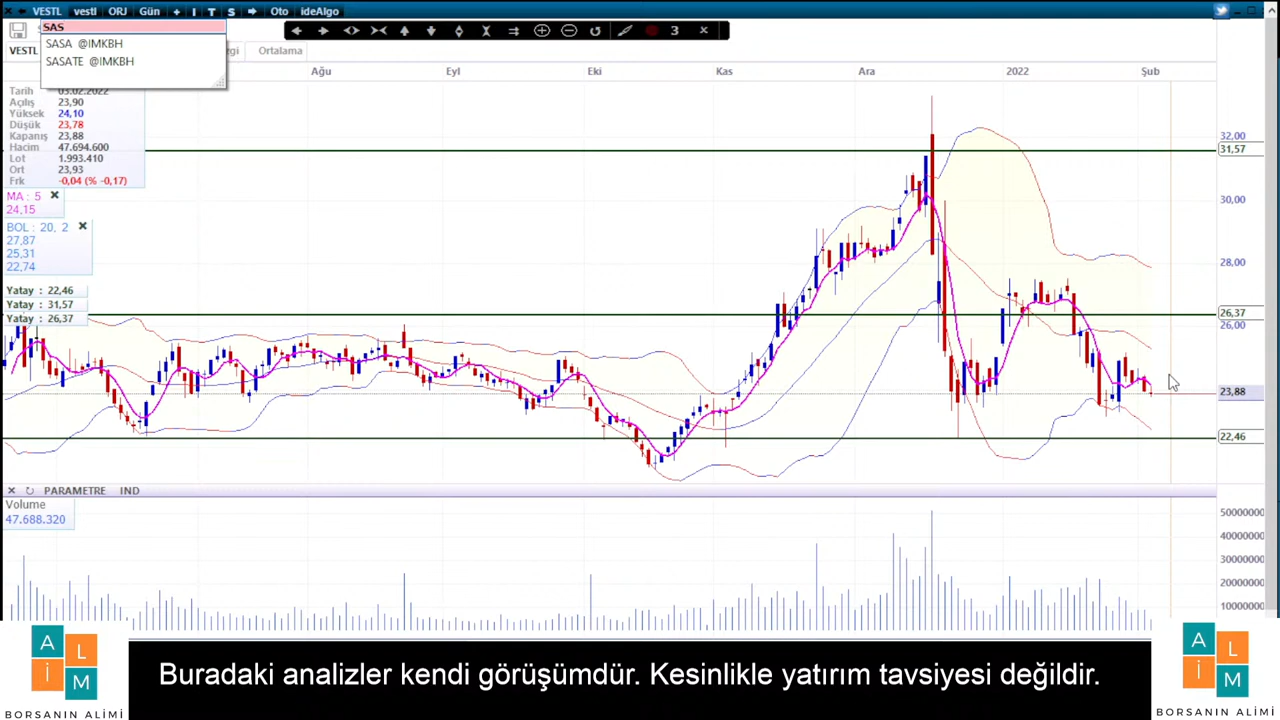 VESTL vestl ORJ Gün + I T S Oto ideAlgo
SAS
SASA @IMKBH
SASATE @IMKBH
3
VESTL
Ortalama
Ağu Eyl Eki Kas Ara 2022 Şub
Tarih 03.02.2022
Açılış 23,90
Yüksek 24,10
Düşük 23,78
Kapanış 23,88
Hacim 47.694.600
Lot 1.993.410
Ort 23,93
Frk -0,04 (% -0,17)
MA : 5
24,15
BOL : 20, 2
27,87
25,31
22,74
Yatay : 22,46
Yatay : 31,57
Yatay : 26,37
32,00
31,57
30,00
28,00
26,37
26,00
23,88
22,46
PARAMETRE IND
Volume
47.688.320
50000000
40000000
30000000
20000000
10000000
A L
İ M
BORSANIN ALİMİ
Buradaki analizler kendi görüşümdür. Kesinlikle yatırım tavsiyesi değildir.
A L
İ M
BORSANIN ALİMİ